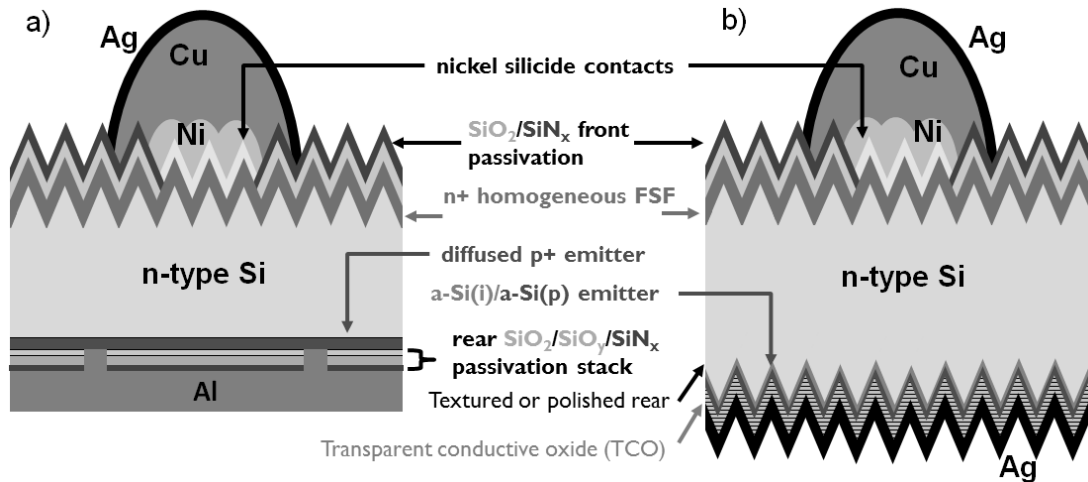 a)
Ag
Cu
Ni
n-type Si
Al
nickel silicide contacts
SiO₂/SiNₓ front
passivation
n+ homogeneous FSF
diffused p+ emitter
a-Si(i)/a-Si(p) emitter
rear SiO₂/SiOᵧ/SiNₓ
passivation stack
Textured or polished rear
Transparent conductive oxide (TCO)
b)
Ag
Cu
Ni
n-type Si
Ag